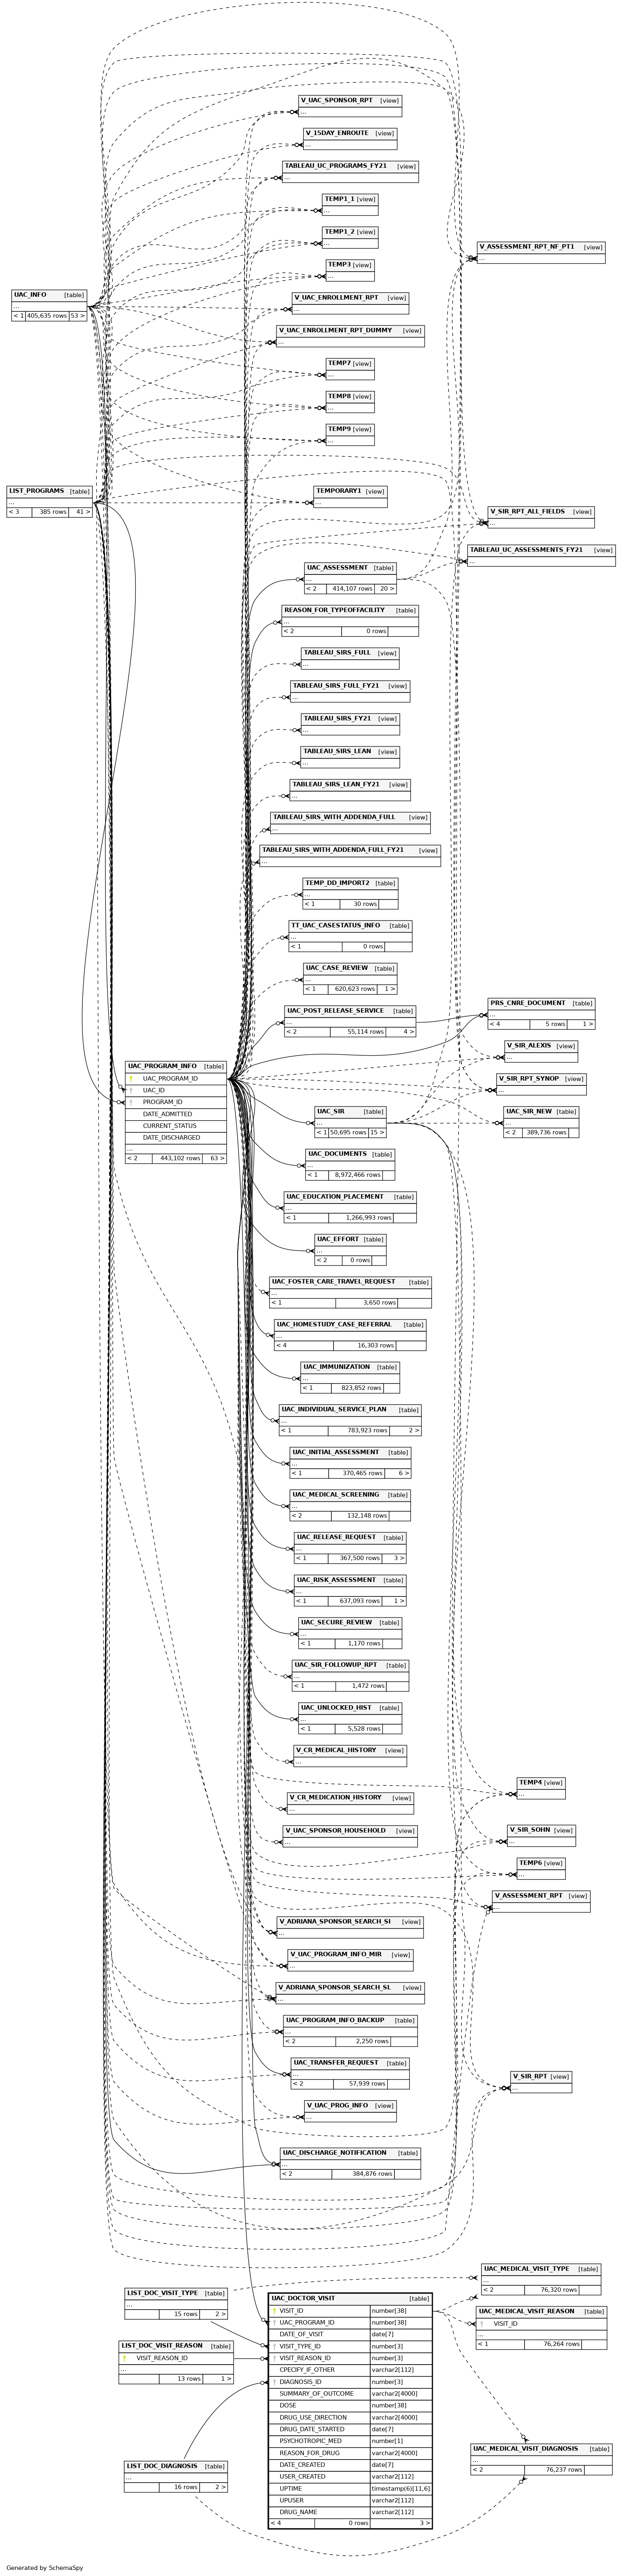 V_UAC_SPONSOR_RPT [view]
...
V_15DAY_ENROUTE [view]
...
TABLEAU_UC_PROGRAMS_FY21 [view]
...
TEMP1_1 [view]
...
TEMP1_2 [view]
...
V_ASSESSMENT_RPT_NF_PT1 [view]
...
TEMP3 [view]
...
UAC_INFO [table]
...
< 1 405,635 rows 53 >
V_UAC_ENROLLMENT_RPT [view]
...
V_UAC_ENROLLMENT_RPT_DUMMY [view]
...
TEMP7 [view]
...
TEMP8 [view]
...
TEMP9 [view]
...
LIST_PROGRAMS [table]
...
< 3 385 rows 41 >
TEMPORARY1 [view]
...
V_SIR_RPT_ALL_FIELDS [view]
...
TABLEAU_UC_ASSESSMENTS_FY21 [view]
...
UAC_ASSESSMENT [table]
...
< 2 414,107 rows 20 >
REASON_FOR_TYPEOFFACILITY [table]
...
< 2 0 rows
TABLEAU_SIRS_FULL [view]
...
TABLEAU_SIRS_FULL_FY21 [view]
...
TABLEAU_SIRS_FY21 [view]
...
TABLEAU_SIRS_LEAN [view]
...
TABLEAU_SIRS_LEAN_FY21 [view]
...
TABLEAU_SIRS_WITH_ADDENDA_FULL [view]
...
TABLEAU_SIRS_WITH_ADDENDA_FULL_FY21 [view]
...
TEMP_DD_IMPORT2 [table]
...
< 1 30 rows
TT_UAC_CASESTATUS_INFO [table]
...
< 1 0 rows
UAC_CASE_REVIEW [table]
...
< 1 620,623 rows 1 >
UAC_POST_RELEASE_SERVICE [table]
...
< 2 55,114 rows 4 >
PRS_CNRE_DOCUMENT [table]
...
< 4 5 rows 1 >
V_SIR_ALEXIS [view]
...
V_SIR_RPT_SYNOP [view]
...
UAC_PROGRAM_INFO [table]
UAC_PROGRAM_ID
UAC_ID
PROGRAM_ID
DATE_ADMITTED
CURRENT_STATUS
DATE_DISCHARGED
...
< 2 443,102 rows 63 >
UAC_SIR [table]
...
< 1 50,695 rows 15 >
UAC_SIR_NEW [table]
...
< 2 389,736 rows
UAC_DOCUMENTS [table]
...
< 1 8,972,466 rows
UAC_EDUCATION_PLACEMENT [table]
...
< 1 1,266,993 rows
UAC_EFFORT [table]
...
< 2 0 rows
UAC_FOSTER_CARE_TRAVEL_REQUEST [table]
...
< 1 3,650 rows
UAC_HOMESTUDY_CASE_REFERRAL [table]
...
< 4 16,303 rows
UAC_IMMUNIZATION [table]
...
< 1 823,852 rows
UAC_INDIVIDUAL_SERVICE_PLAN [table]
...
< 1 783,923 rows 2 >
UAC_INITIAL_ASSESSMENT [table]
...
< 1 370,465 rows 6 >
UAC_MEDICAL_SCREENING [table]
...
< 2 132,148 rows
UAC_RELEASE_REQUEST [table]
...
< 1 367,500 rows 3 >
UAC_RISK_ASSESSMENT [table]
...
< 1 637,093 rows 1 >
UAC_SECURE_REVIEW [table]
...
< 1 1,170 rows
UAC_SIR_FOLLOWUP_RPT [table]
...
< 1 1,472 rows
UAC_UNLOCKED_HIST [table]
...
< 1 5,528 rows
V_CR_MEDICAL_HISTORY [view]
...
TEMP4 [view]
...
V_CR_MEDICATION_HISTORY [view]
...
V_UAC_SPONSOR_HOUSEHOLD [view]
...
V_SIR_SOHN [view]
...
TEMP6 [view]
...
V_ASSESSMENT_RPT [view]
...
V_ADRIANA_SPONSOR_SEARCH_SI [view]
...
V_UAC_PROGRAM_INFO_MIR [view]
...
V_ADRIANA_SPONSOR_SEARCH_SL [view]
...
UAC_PROGRAM_INFO_BACKUP [table]
...
< 2 2,250 rows
UAC_TRANSFER_REQUEST [table]
...
< 2 57,939 rows
V_SIR_RPT [view]
...
V_UAC_PROG_INFO [view]
...
UAC_DISCHARGE_NOTIFICATION [table]
...
< 2 384,876 rows
LIST_DOC_VISIT_TYPE [table]
...
15 rows 2 >
UAC_MEDICAL_VISIT_TYPE [table]
...
< 2 76,320 rows
UAC_MEDICAL_VISIT_REASON [table]
VISIT_ID
...
< 1 76,264 rows
LIST_DOC_VISIT_REASON [table]
VISIT_REASON_ID
...
13 rows 1 >
UAC_DOCTOR_VISIT [table]
VISIT_ID number[38]
UAC_PROGRAM_ID number[38]
DATE_OF_VISIT date[7]
VISIT_TYPE_ID number[3]
VISIT_REASON_ID number[3]
CPECIFY_IF_OTHER varchar2[112]
DIAGNOSIS_ID number[3]
SUMMARY_OF_OUTCOME varchar2[4000]
DOSE number[38]
DRUG_USE_DIRECTION varchar2[4000]
DRUG_DATE_STARTED date[7]
PSYCHOTROPIC_MED number[1]
REASON_FOR_DRUG varchar2[4000]
DATE_CREATED date[7]
USER_CREATED varchar2[112]
UPTIME timestamp(6)[11,6]
UPUSER varchar2[112]
DRUG_NAME varchar2[112]
< 4 0 rows 3 >
UAC_MEDICAL_VISIT_DIAGNOSIS [table]
...
< 2 76,237 rows
LIST_DOC_DIAGNOSIS [table]
...
16 rows 2 >
Generated by SchemaSpy